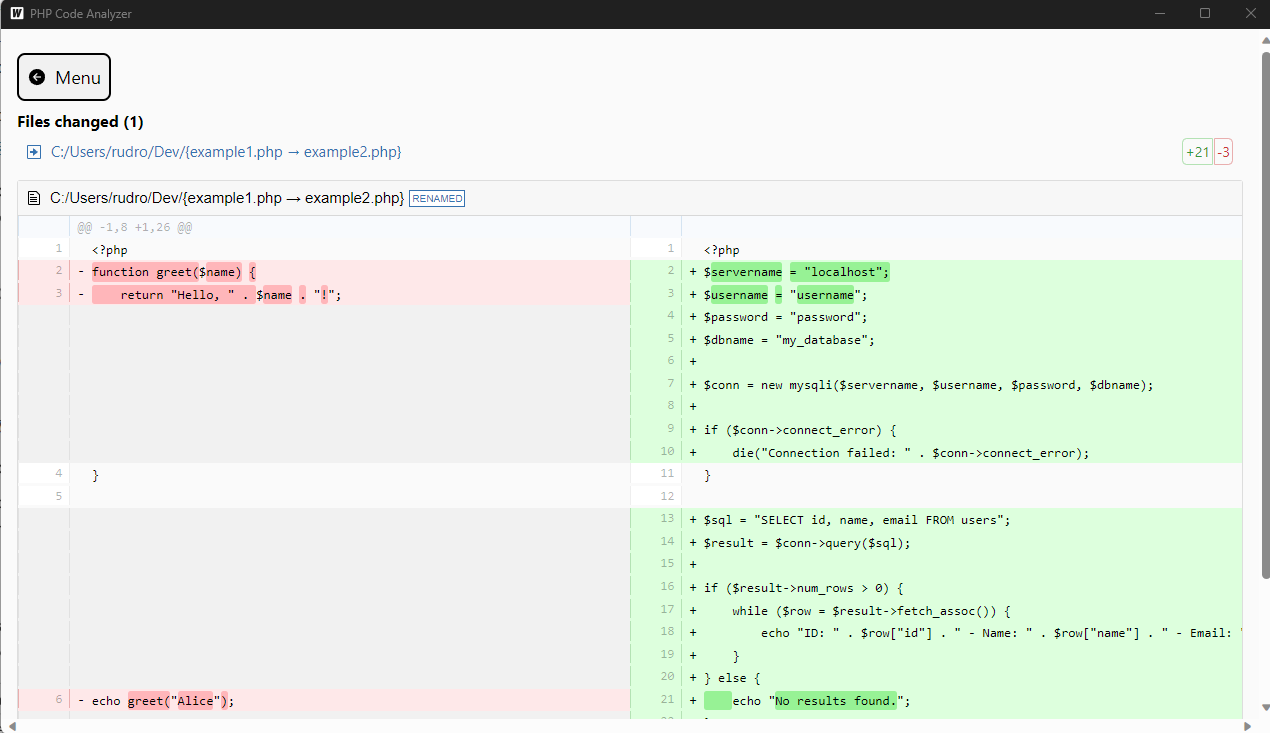 PHP Code Analyzer
Menu
Files changed (1)
C:/Users/rudro/Dev/{example1.php → example2.php}
+21 -3
C:/Users/rudro/Dev/{example1.php → example2.php} RENAMED
@@ -1,8 +1,26 @@
1 <?php
2 - function greet($name) {
3 -     return "Hello, " . $name . "!";
4 }
5
6 - echo greet("Alice");
1 <?php
2 + $servername = "localhost";
3 + $username = "username";
4 + $password = "password";
5 + $dbname = "my_database";
6 +
7 + $conn = new mysqli($servername, $username, $password, $dbname);
8 +
9 + if ($conn->connect_error) {
10 +     die("Connection failed: " . $conn->connect_error);
11 }
12
13 + $sql = "SELECT id, name, email FROM users";
14 + $result = $conn->query($sql);
15 +
16 + if ($result->num_rows > 0) {
17 +     while ($row = $result->fetch_assoc()) {
18 +         echo "ID: " . $row["id"] . " - Name: " . $row["name"] . " - Email: "
19 +     }
20 + } else {
21 +     echo "No results found.";